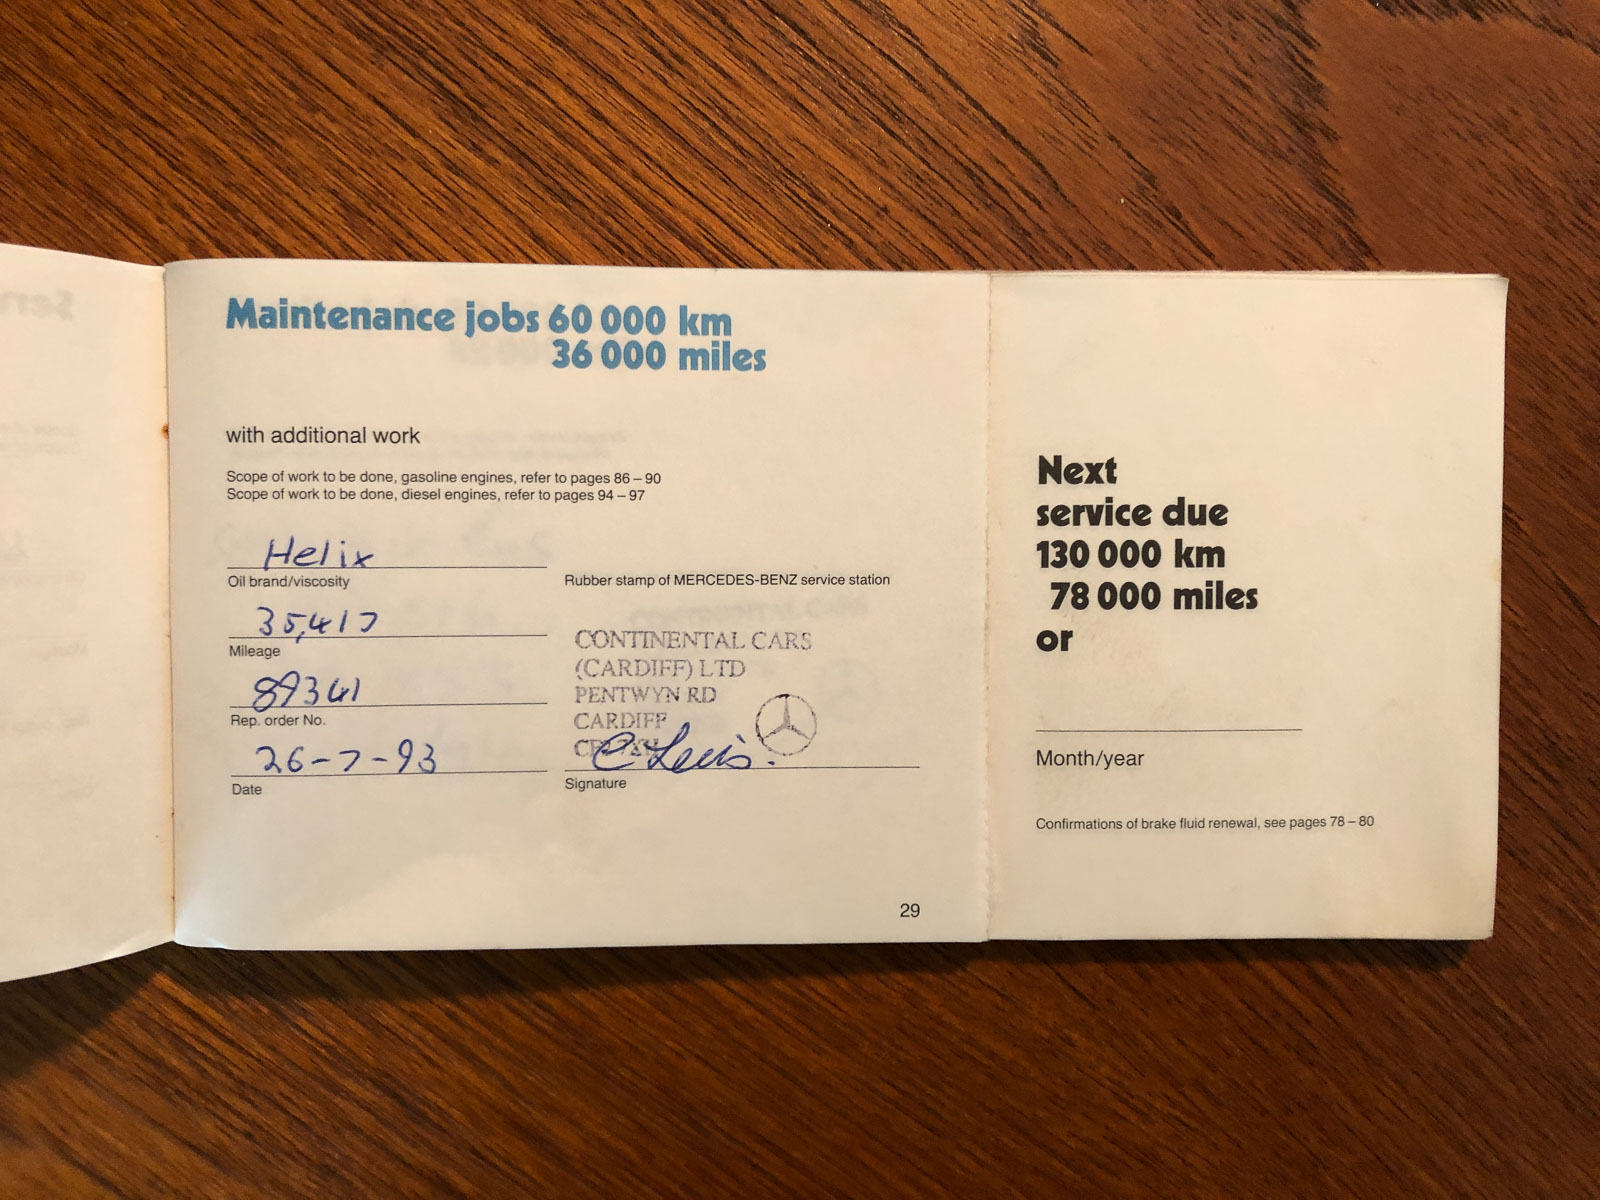 Maintenance jobs 60 000 km
36 000 miles
with additional work
Scope of work to be done, gasoline engines, refer to pages 86 – 90
Scope of work to be done, diesel engines, refer to pages 94 – 97
Helix
Oil brand/viscosity
35,417
Mileage
89341
Rep. order No.
26-7-93
Date
Rubber stamp of MERCEDES-BENZ service station
CONTINENTAL CARS
(CARDIFF) LTD
PENTWYN RD
CARDIFF
C Lewis.
Signature
29
Next
service due
130 000 km
78 000 miles
or
Month/year
Confirmations of brake fluid renewal, see pages 78 – 80